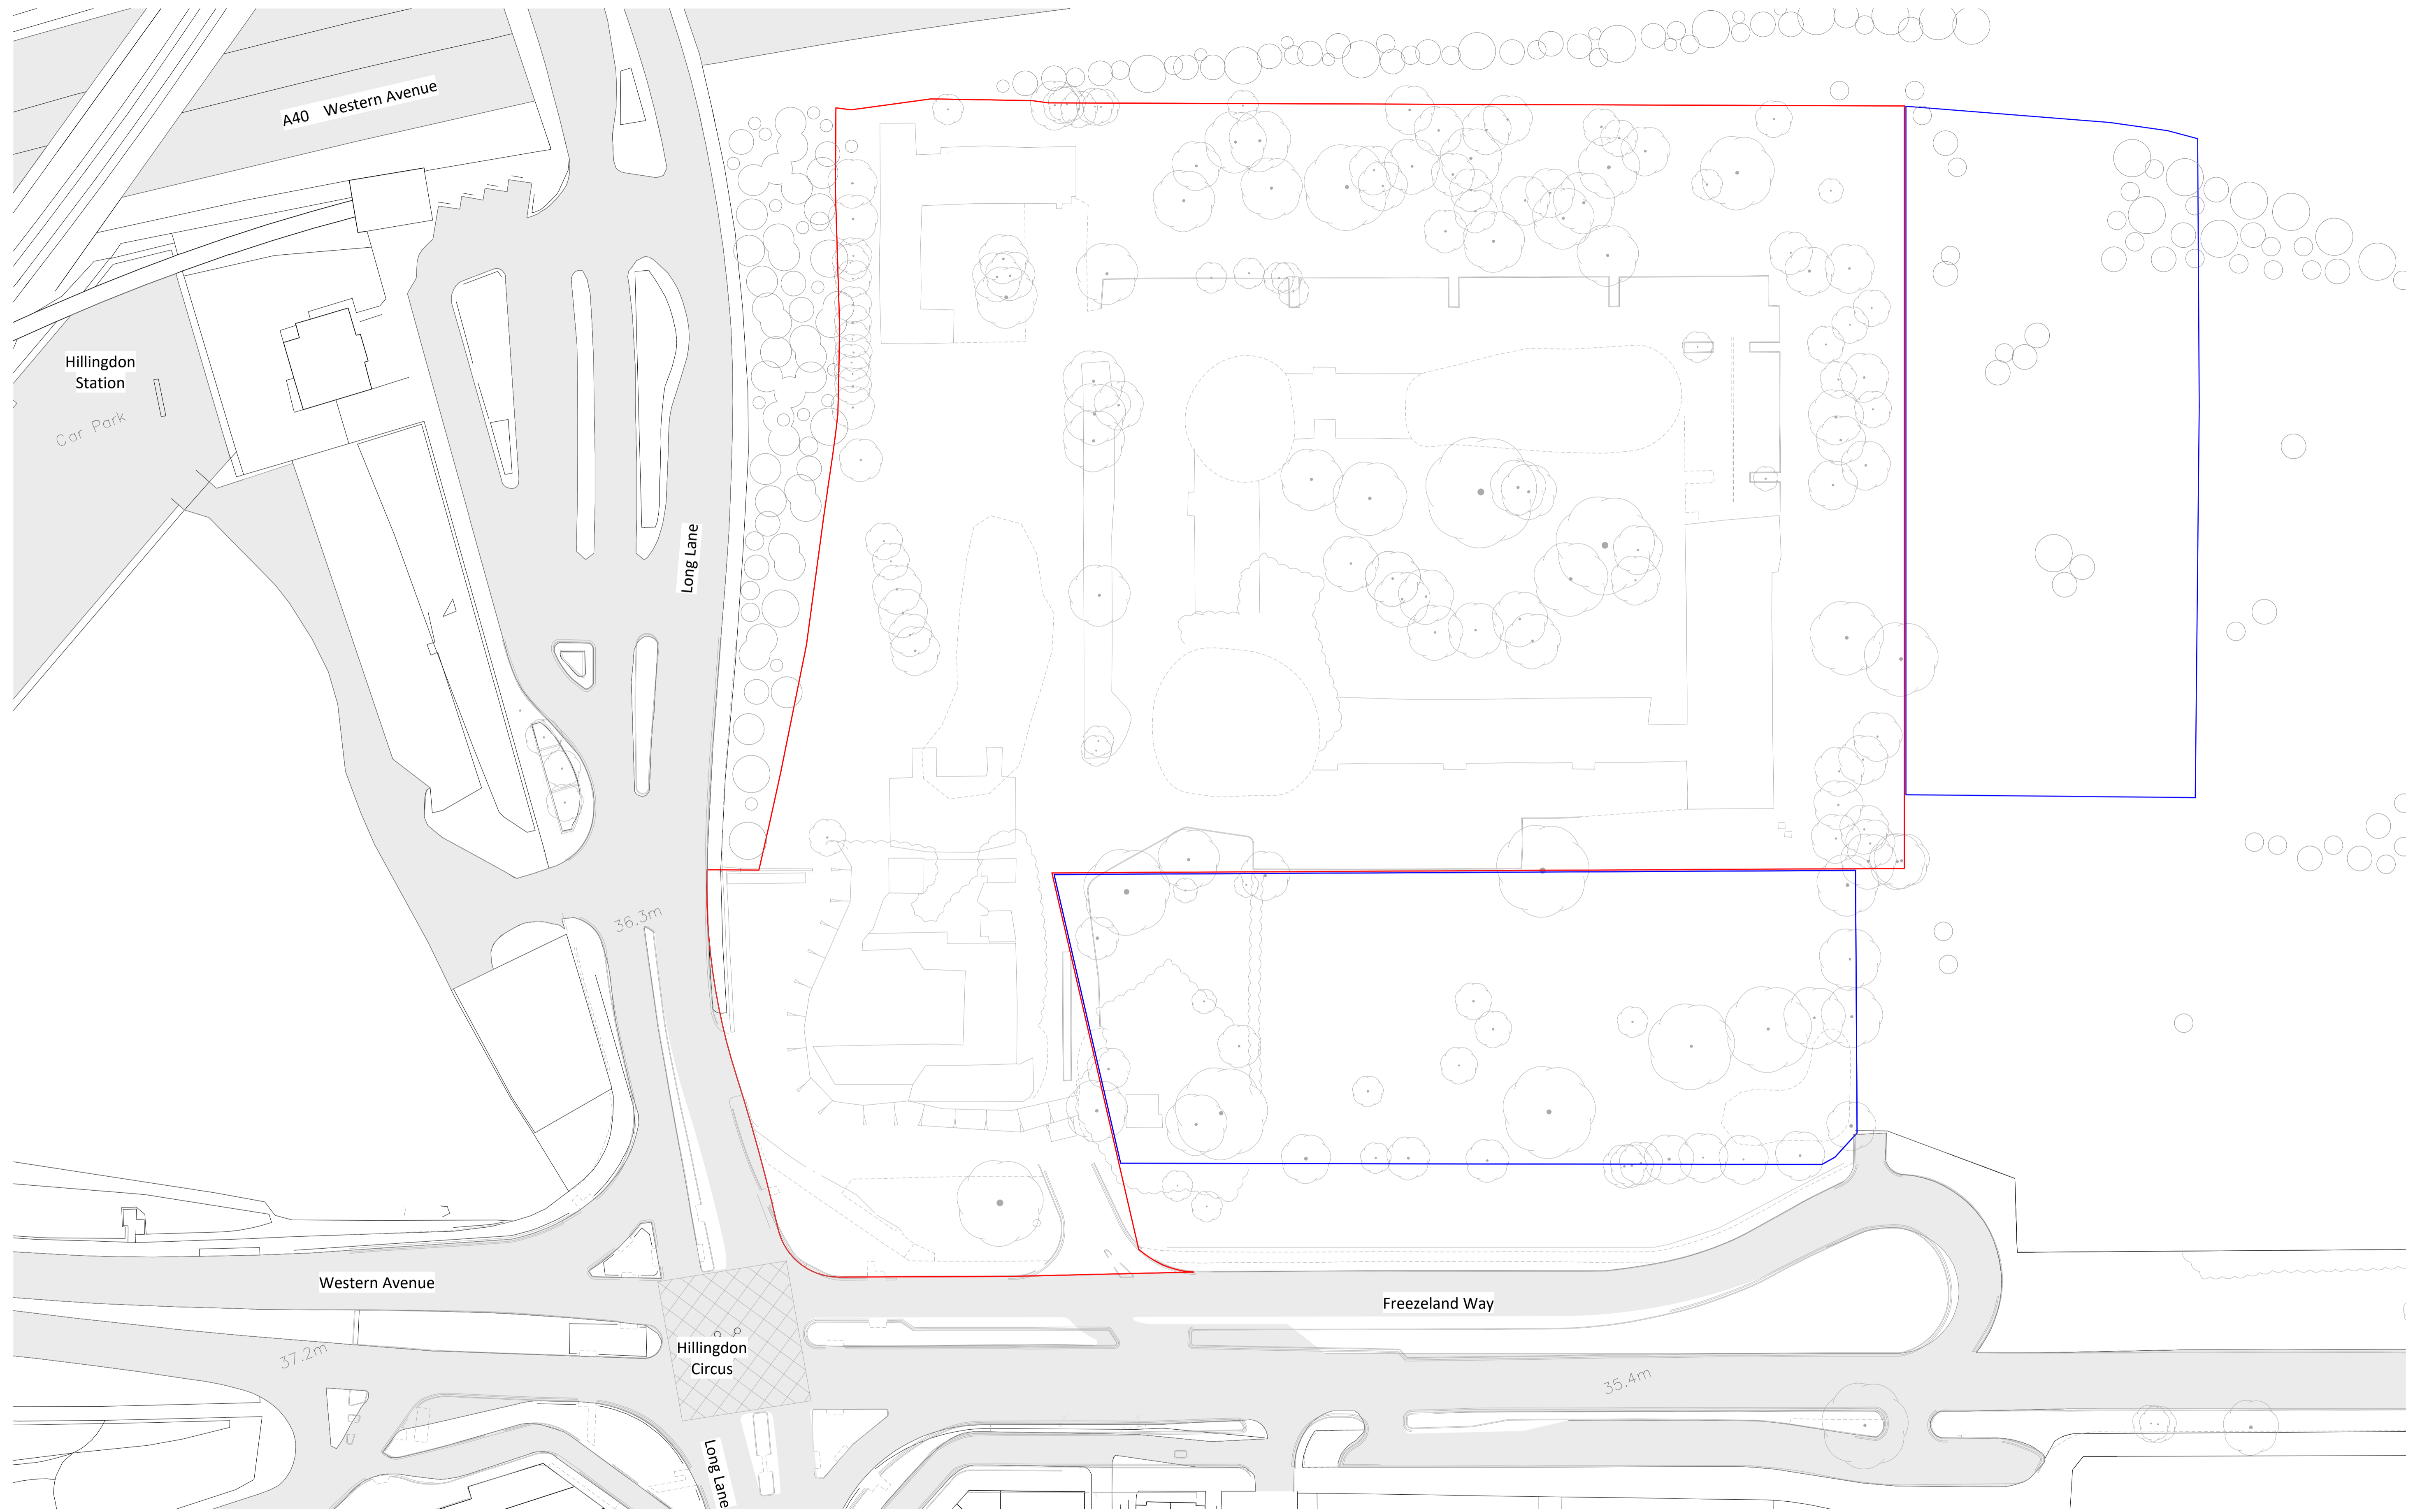 A40 Western Avenue
Hillingdon
Station
Car Park
Long Lane
36.3m
Western Avenue
Freezeland Way
Hillingdon
Circus
37.2m
35.4m
Long Lane